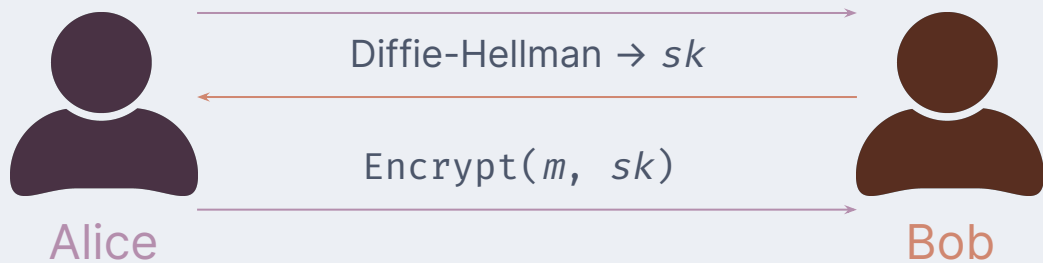 Diffie-Hellman → sk
Encrypt(m, sk)
Alice
Bob